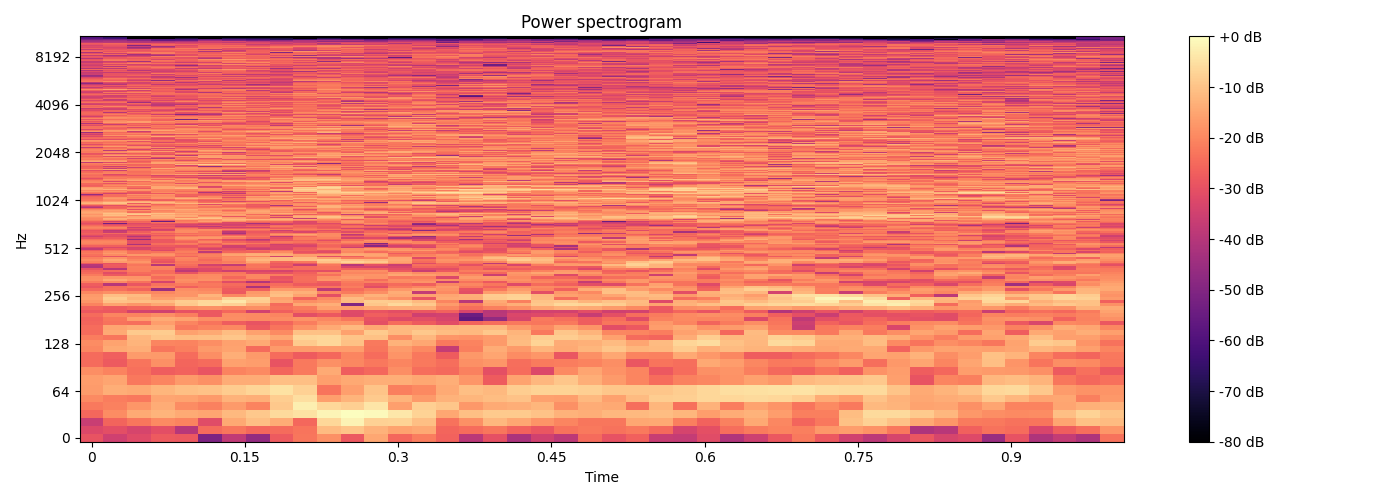 Power spectrogram
Hz
8192
4096
2048
1024
512
256
128
64
0
0 0.15 0.3 0.45 0.6 0.75 0.9
Time
+0 dB
-10 dB
-20 dB
-30 dB
-40 dB
-50 dB
-60 dB
-70 dB
-80 dB